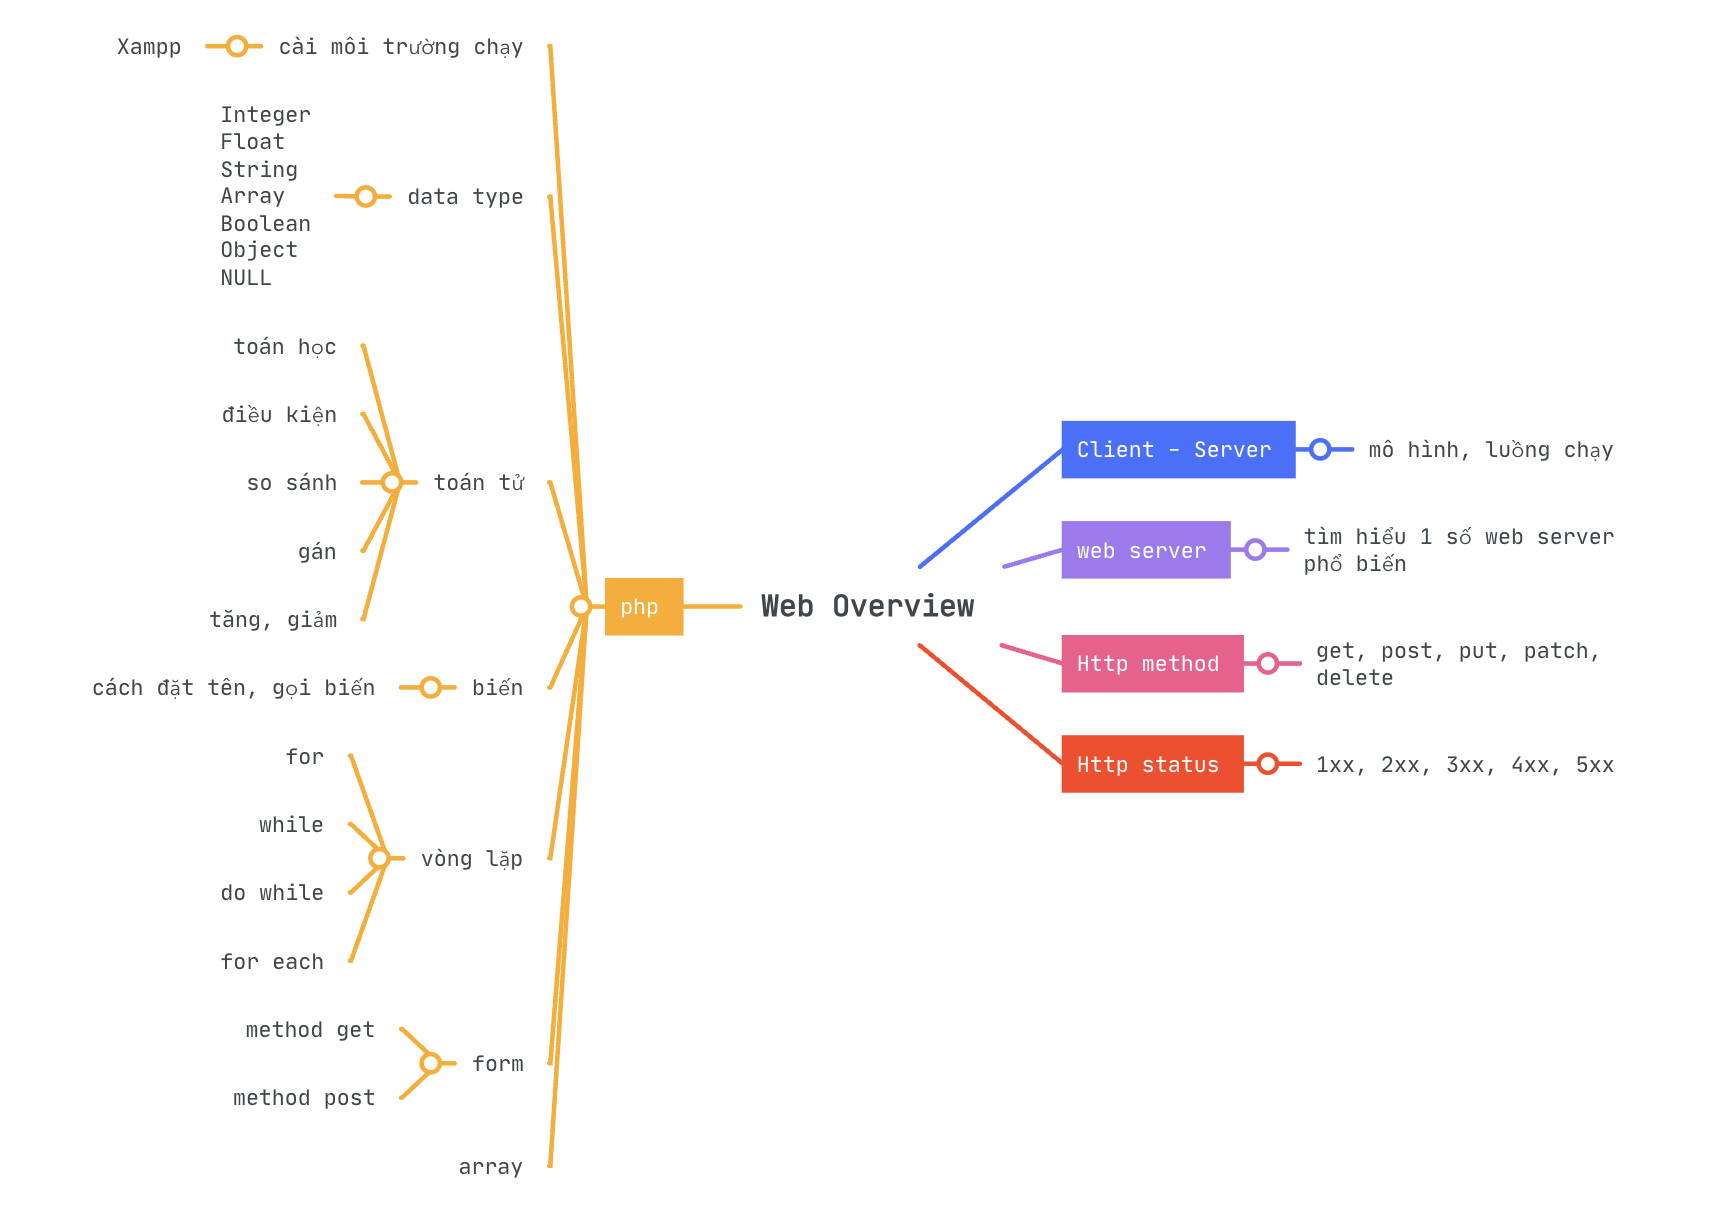 Web Overview
php
cài môi trường chạy
Xampp
data type
Integer
Float
String
Array
Boolean
Object
NULL
toán tử
toán học
điều kiện
so sánh
gán
tăng, giảm
biến
cách đặt tên, gọi biến
vòng lặp
for
while
do while
for each
form
method get
method post
array
Client - Server
mô hình, luồng chạy
web server
tìm hiểu 1 số web server
phổ biến
Http method
get, post, put, patch,
delete
Http status
1xx, 2xx, 3xx, 4xx, 5xx